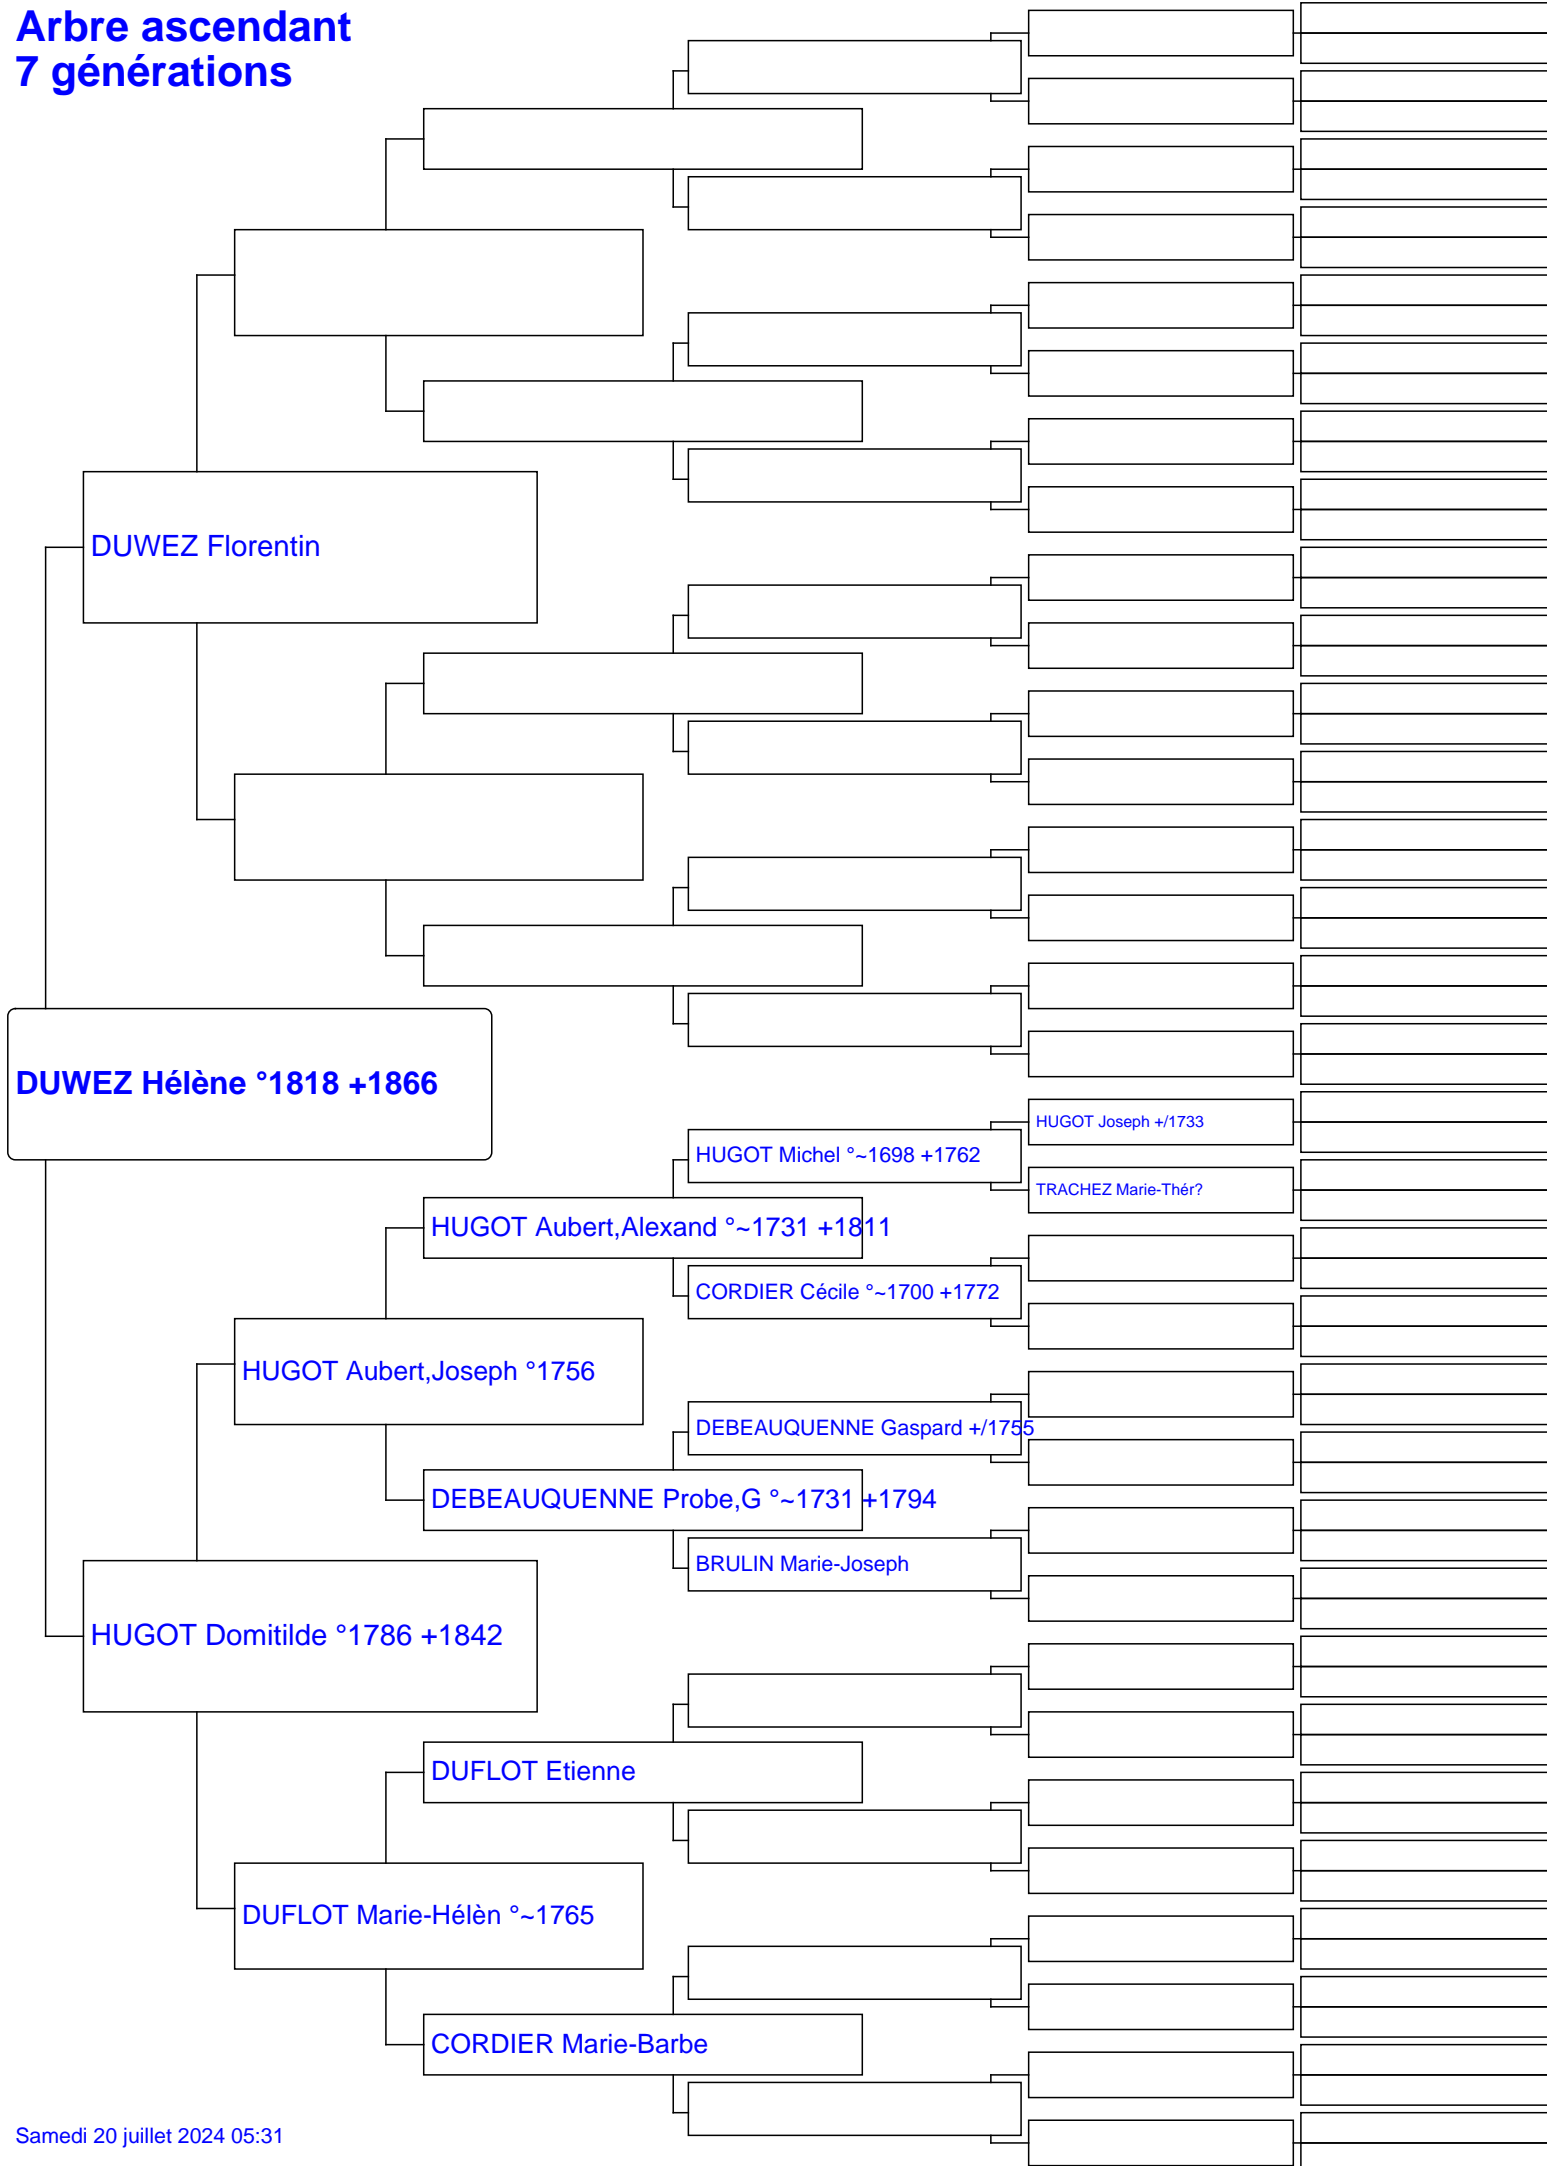 Arbre ascendant
7 générations
DUWEZ Florentin
DUWEZ Hélène °1818 +1866
HUGOT Joseph +/1733
HUGOT Michel °~1698 +1762
TRACHEZ Marie-Thér?
HUGOT Aubert,Alexand °~1731 +1811
CORDIER Cécile °~1700 +1772
HUGOT Aubert,Joseph °1756
DEBEAUQUENNE Gaspard +/1755
DEBEAUQUENNE Probe,G °~1731 +1794
BRULIN Marie-Joseph
HUGOT Domitilde °1786 +1842
DUFLOT Etienne
DUFLOT Marie-Hélèn °~1765
CORDIER Marie-Barbe
Samedi 20 juillet 2024 05:31